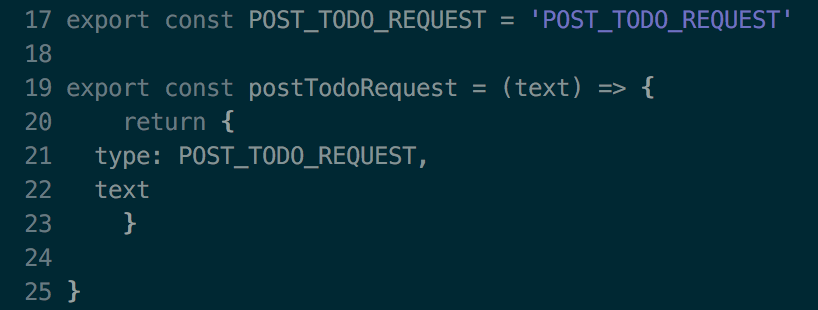 17 export const POST_TODO_REQUEST = 'POST_TODO_REQUEST'
18
19 export const postTodoRequest = (text) => {
20     return {
21   type: POST_TODO_REQUEST,
22   text
23     }
24
25 }